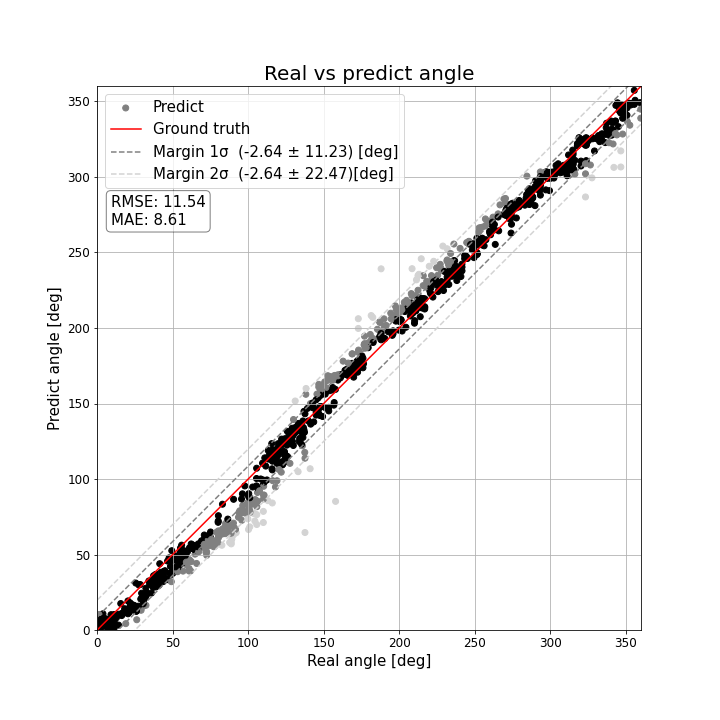 Real vs predict angle
Predict
Ground truth
Margin 1σ (-2.64 ± 11.23) [deg]
Margin 2σ (-2.64 ± 22.47)[deg]
RMSE: 11.54
MAE: 8.61
Predict angle [deg]
350
300
250
200
150
100
50
0
0 50 100 150 200 250 300 350
Real angle [deg]